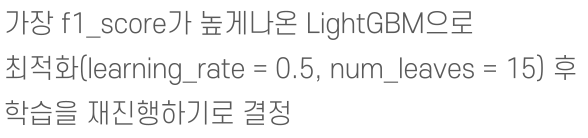 가장 f1_score가 높게나온 LightGBM으로
최적화(learning_rate = 0.5, num_leaves = 15) 후
학습을 재진행하기로 결정